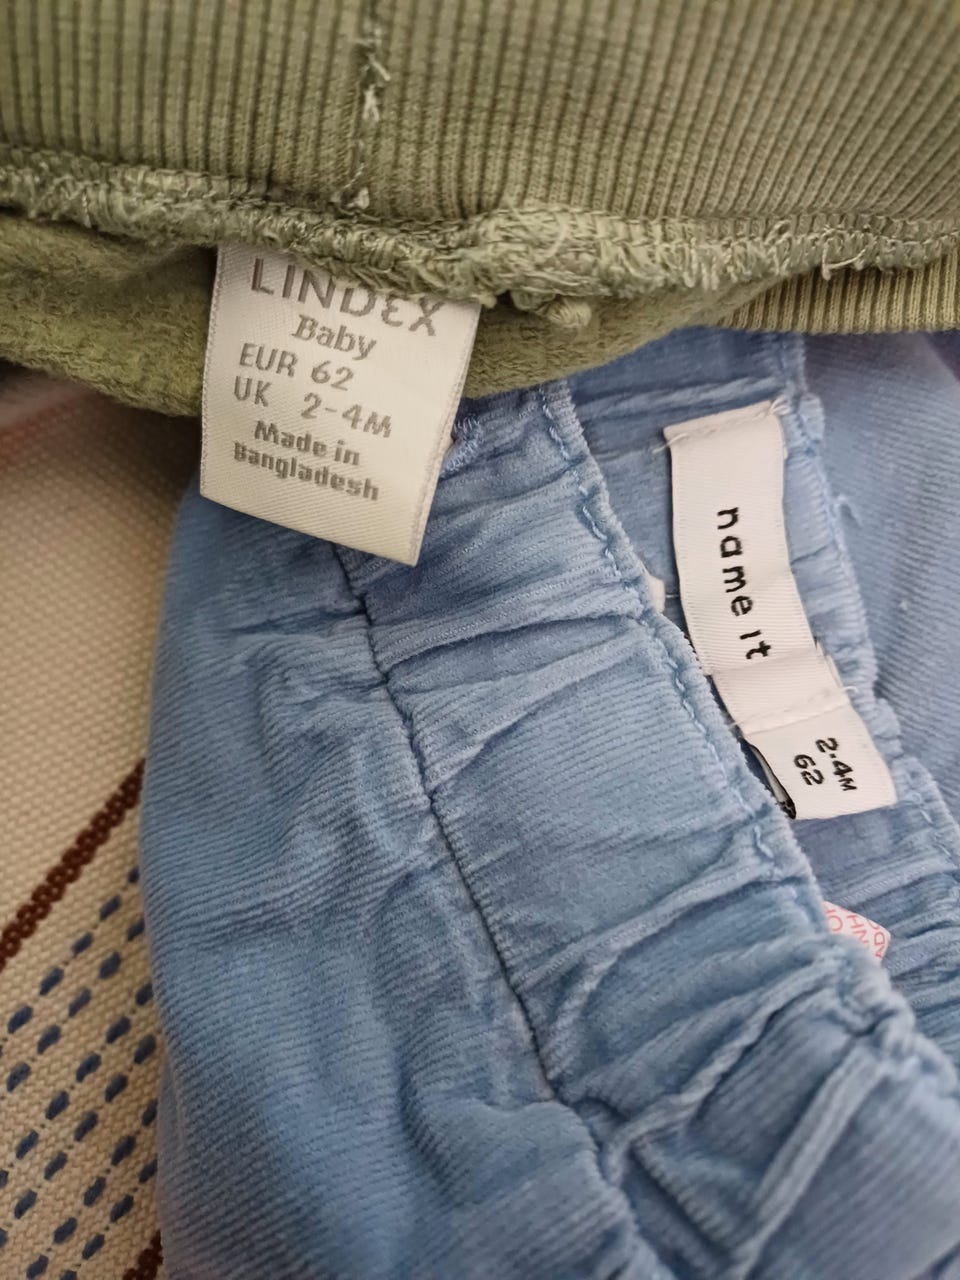 LINDEX
Baby
EUR 62
UK 2-4M
Made in
Bangladesh
name it
2-4M
62